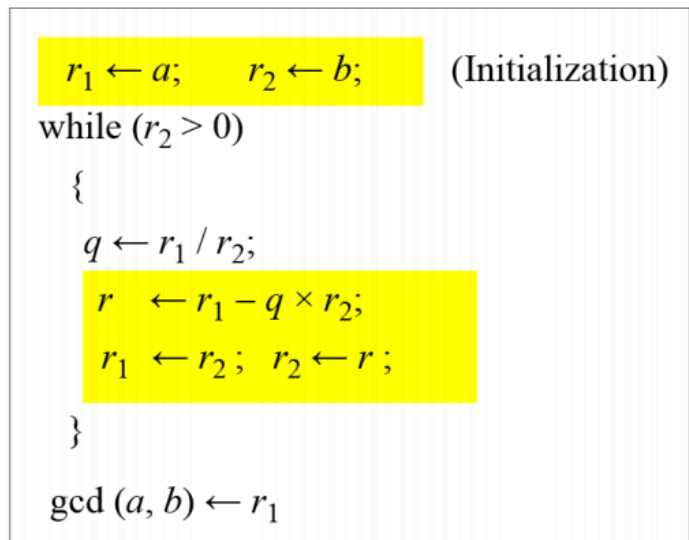 r₁ ← a; r₂ ← b; (Initialization)
while (r₂ > 0)
{
q ← r₁ / r₂;
r ← r₁ − q × r₂;
r₁ ← r₂ ; r₂ ← r ;
}
gcd (a, b) ← r₁